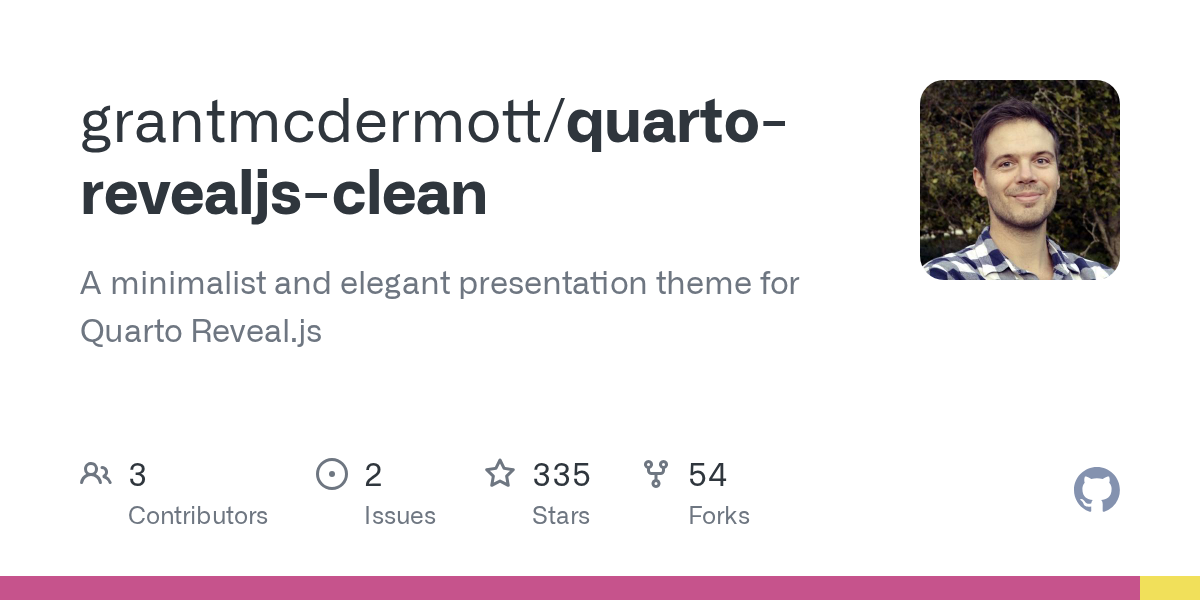 grantmcdermott/quarto-
revealjs-clean
A minimalist and elegant presentation theme for
Quarto Reveal.js
3 2 335 54
Contributors Issues Stars Forks